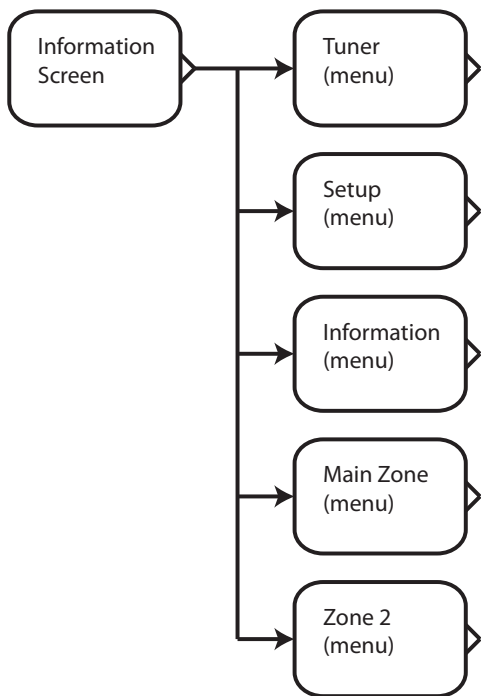 Information
Screen
Tuner
(menu)
Setup
(menu)
Information
(menu)
Main Zone
(menu)
Zone 2
(menu)